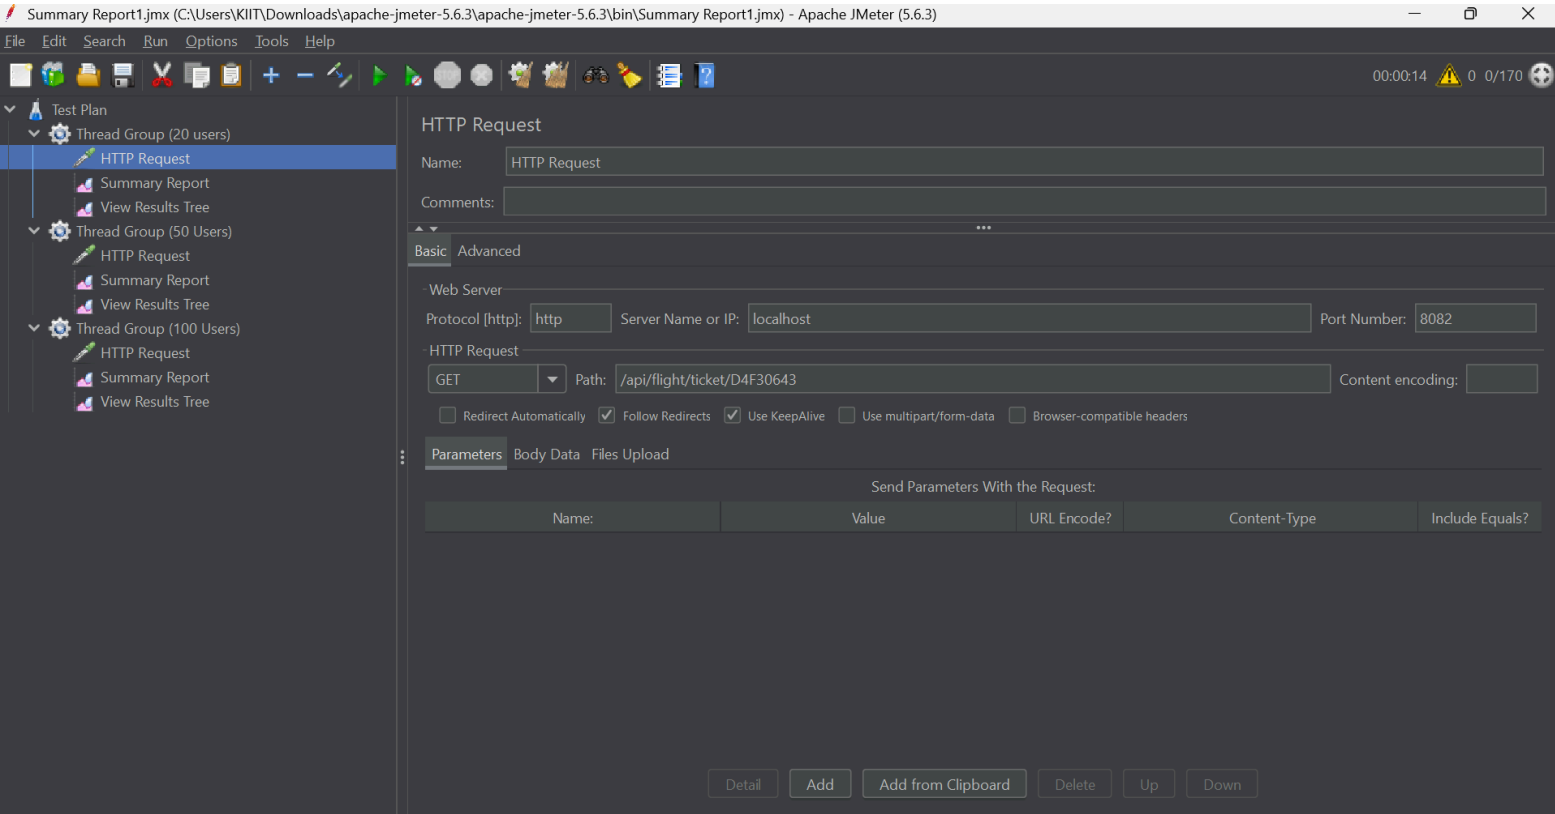 Summary Report1.jmx (C:\Users\KIIT\Downloads\apache-jmeter-5.6.3\apache-jmeter-5.6.3\bin\Summary Report1.jmx) - Apache JMeter (5.6.3)
File Edit Search Run Options Tools Help
00:00:14 0 0/170
Test Plan
Thread Group (20 users)
HTTP Request
Summary Report
View Results Tree
Thread Group (50 Users)
HTTP Request
Summary Report
View Results Tree
Thread Group (100 Users)
HTTP Request
Summary Report
View Results Tree
HTTP Request
Name: HTTP Request
Comments:
Basic Advanced
Web Server
Protocol [http]: http Server Name or IP: localhost Port Number: 8082
HTTP Request
GET Path: /api/flight/ticket/D4F30643 Content encoding:
Redirect Automatically Follow Redirects Use KeepAlive Use multipart/form-data Browser-compatible headers
Parameters Body Data Files Upload
Send Parameters With the Request:
Name: Value URL Encode? Content-Type Include Equals?
Detail Add Add from Clipboard Delete Up Down